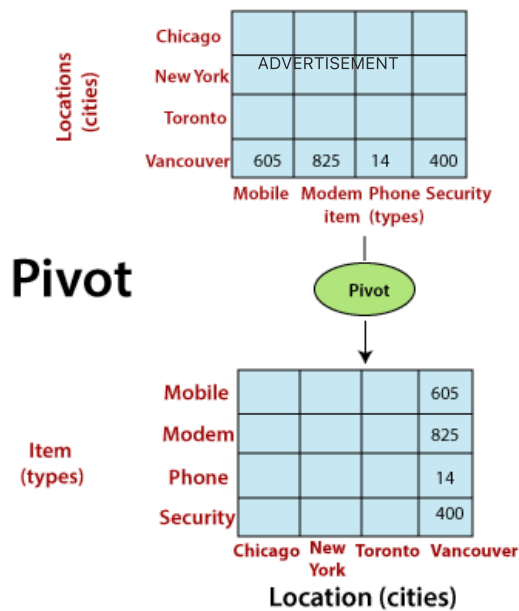 Chicago
ADVERTISEMENT
New York
Locations
(cities)
Toronto
Vancouver 605 825 14 400
Mobile Modem Phone Security
item (types)
Pivot
Pivot
Mobile 605
Modem 825
Item
(types)
Phone 14
Security 400
Chicago New York Toronto Vancouver
Location (cities)